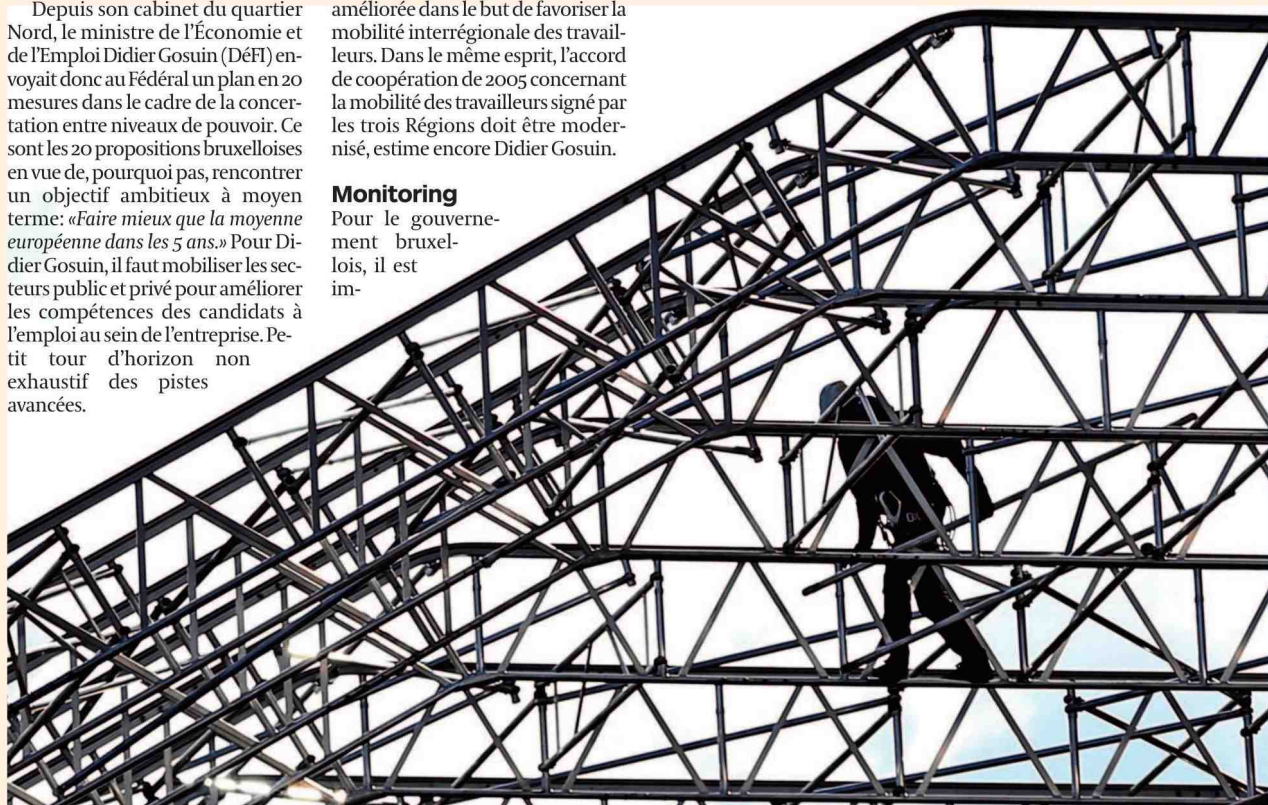 Depuis son cabinet du quartier
Nord, le ministre de l'Économie et
de l'Emploi Didier Gosuin (DéFI) en-
voyait donc au Fédéral un plan en 20
mesures dans le cadre de la concer-
tation entre niveaux de pouvoir. Ce
sont les 20 propositions bruxelloises
en vue de, pourquoi pas, rencontrer
un objectif ambitieux à moyen
terme: «Faire mieux que la moyenne
européenne dans les 5 ans.» Pour Di-
dier Gosuin, il faut mobiliser les sec-
teurs public et privé pour améliorer
les compétences des candidats à
l'emploi au sein de l'entreprise. Pe-
tit tour d'horizon non
exhaustif des pistes
avancées.
améliorée dans le but de favoriser la
mobilité interrégionale des travail-
leurs. Dans le même esprit, l'accord
de coopération de 2005 concernant
la mobilité des travailleurs signé par
les trois Régions doit être moder-
nisé, estime encore Didier Gosuin.
Monitoring
Pour le gouverne-
ment bruxel-
lois, il est
im-